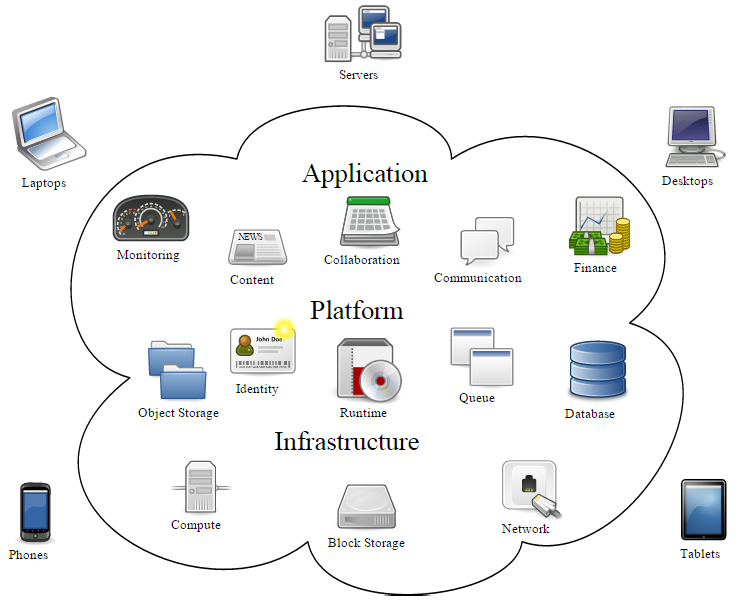 Servers
Laptops
Desktops
Application
Monitoring
NEWS
Content
Collaboration
Communication
Finance
Platform
John Doe
Object Storage
Identity
Runtime
Queue
Database
Infrastructure
Compute
Block Storage
Network
Phones
Tablets